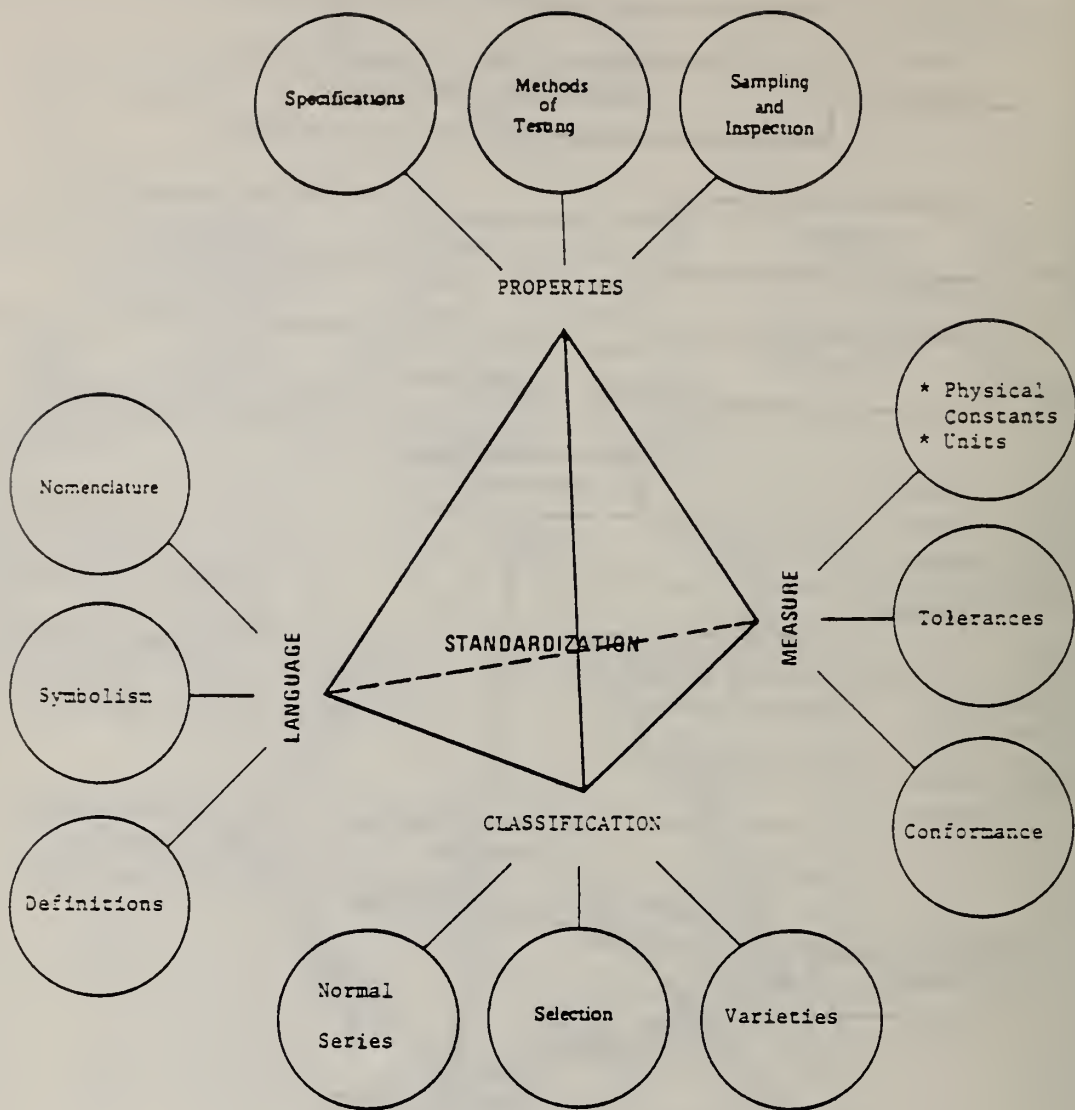 Specifications
Methods
of
Testing
Sampling
and
Inspection
PROPERTIES
* Physical
Constants
* Units
Nomenclature
MEASURE
Tolerances
STANDARDIZATION
LANGUAGE
Symbolism
CLASSIFICATION
Conformance
Definitions
Normal
Series
Selection
Varieties